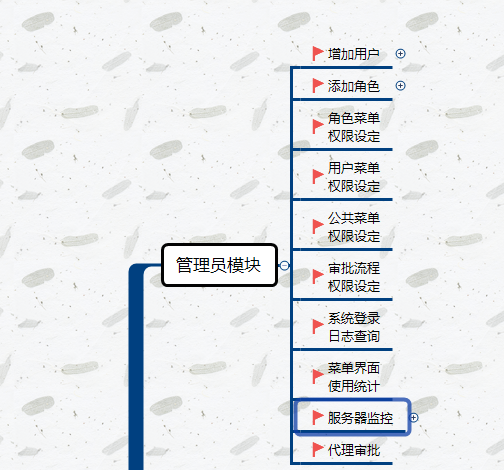 增加用户
添加角色
角色菜单
权限设定
用户菜单
权限设定
公共菜单
权限设定
管理员模块
审批流程
权限设定
系统登录
日志查询
菜单界面
使用统计
服务器监控
代理审批